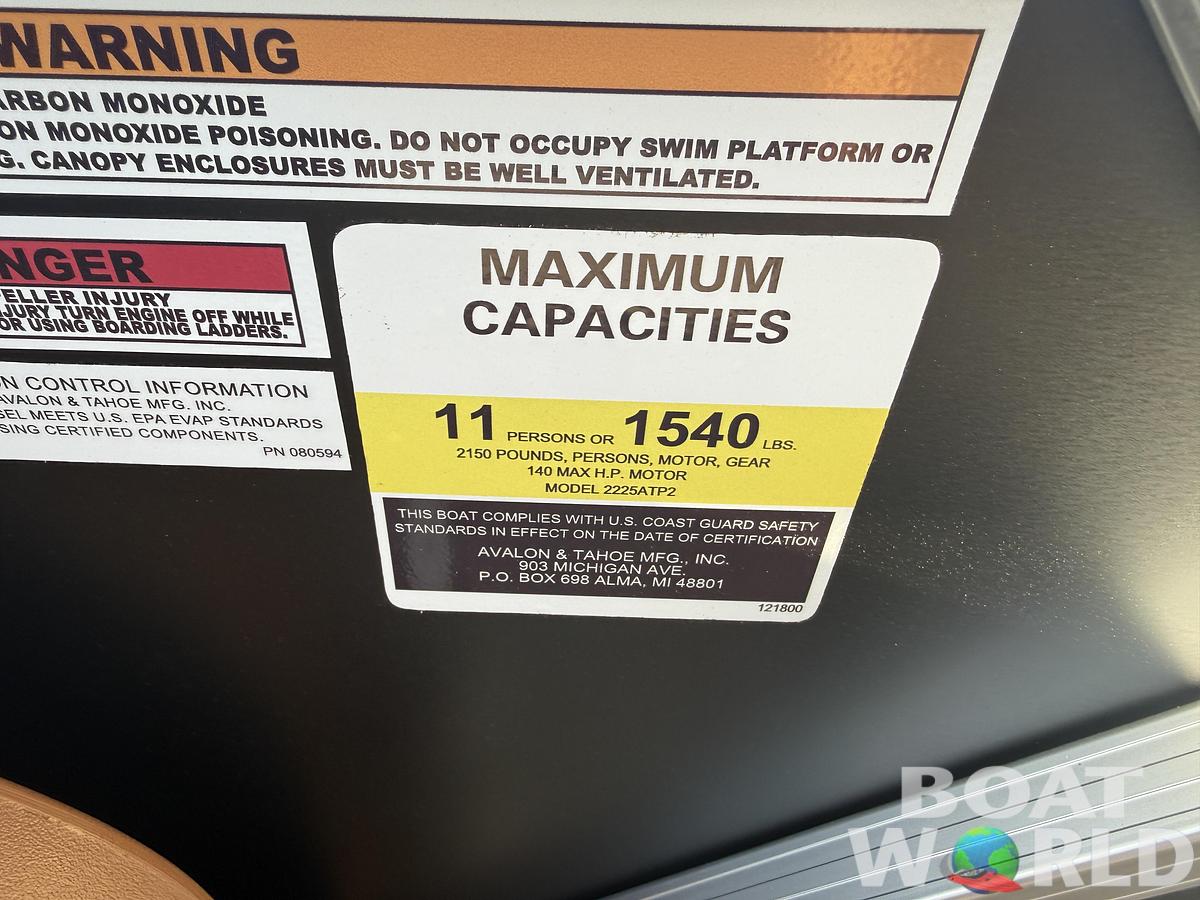 WARNING
ARBON MONOXIDE
ON MONOXIDE POISONING. DO NOT OCCUPY SWIM PLATFORM OR
G. CANOPY ENCLOSURES MUST BE WELL VENTILATED.
NGER
PELLER INJURY
JURY TURN ENGINE OFF WHILE
OR USING BOARDING LADDERS.
ON CONTROL INFORMATION
AVALON & TAHOE MFG. INC.
SEL MEETS U.S. EPA EVAP STANDARDS
SING CERTIFIED COMPONENTS.
PN 080594
MAXIMUM
CAPACITIES
11 PERSONS OR 1540 LBS.
2150 POUNDS, PERSONS, MOTOR, GEAR
140 MAX H.P. MOTOR
MODEL 2225ATP2
THIS BOAT COMPLIES WITH U.S. COAST GUARD SAFETY
STANDARDS IN EFFECT ON THE DATE OF CERTIFICATION
AVALON & TAHOE MFG., INC.
903 MICHIGAN AVE.
P.O. BOX 698 ALMA, MI 48801
121800
BOAT
WORLD